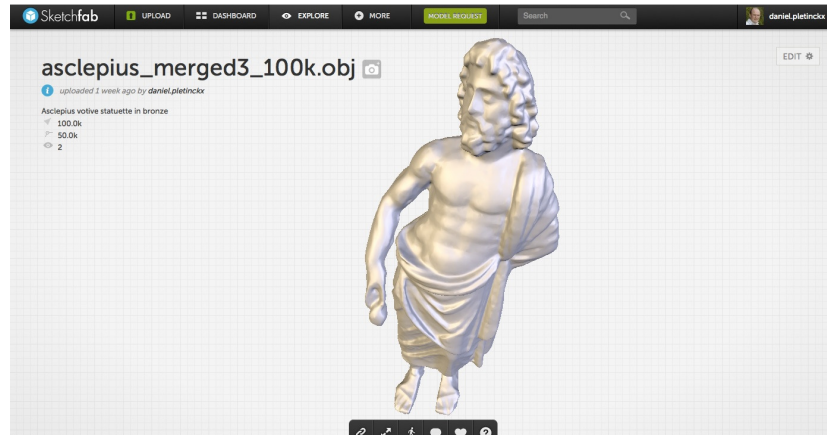 Sketchfab UPLOAD DASHBOARD EXPLORE MORE MODEL REQUEST Search daniel.pletinckx
EDIT
asclepius_merged3_100k.obj
i uploaded 1 week ago by daniel.pletinckx
Asclepius votive statuette in bronze
100.0k
50.0k
2
?